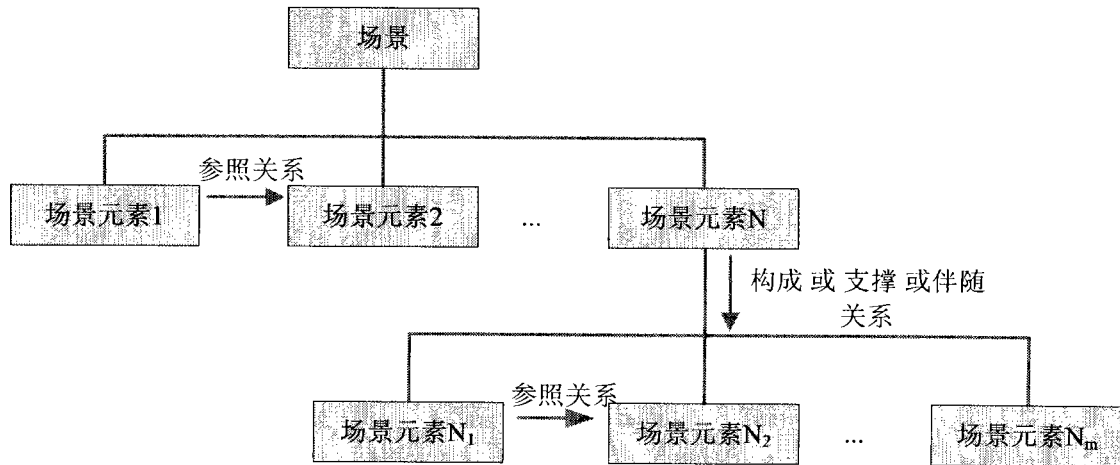 场景
参照关系
场景元素1
场景元素2
...
场景元素N
构成 或 支撑 或伴随
关系
参照关系
场景元素N₁
场景元素N₂
...
场景元素Nₘ